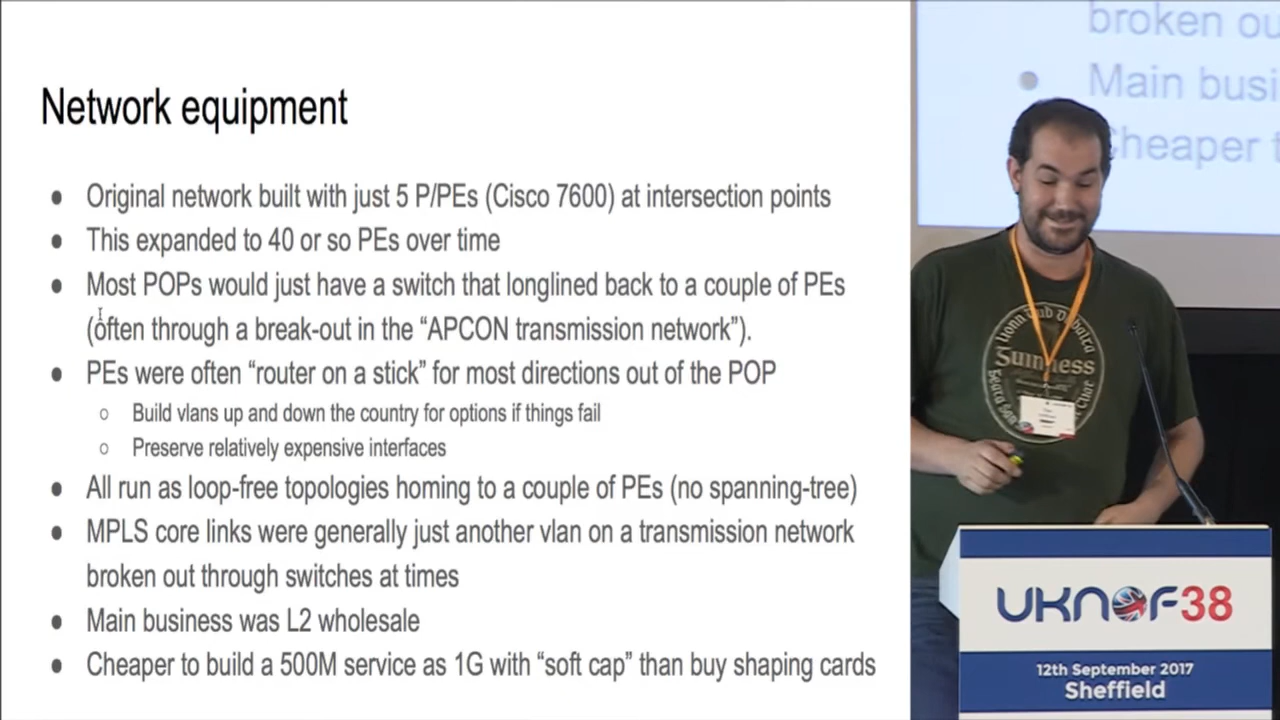 Network equipment
● Original network built with just 5 P/PEs (Cisco 7600) at intersection points
● This expanded to 40 or so PEs over time
● Most POPs would just have a switch that longlined back to a couple of PEs
(often through a break-out in the “APCON transmission network”).
● PEs were often “router on a stick” for most directions out of the POP
○ Build vlans up and down the country for options if things fail
○ Preserve relatively expensive interfaces
● All run as loop-free topologies homing to a couple of PEs (no spanning-tree)
● MPLS core links were generally just another vlan on a transmission network
broken out through switches at times
● Main business was L2 wholesale
● Cheaper to build a 500M service as 1G with “soft cap” than buy shaping cards
broken ou
● Main busi
Cheaper t
GUINNESS
UKNOF38
12th September 2017
Sheffield